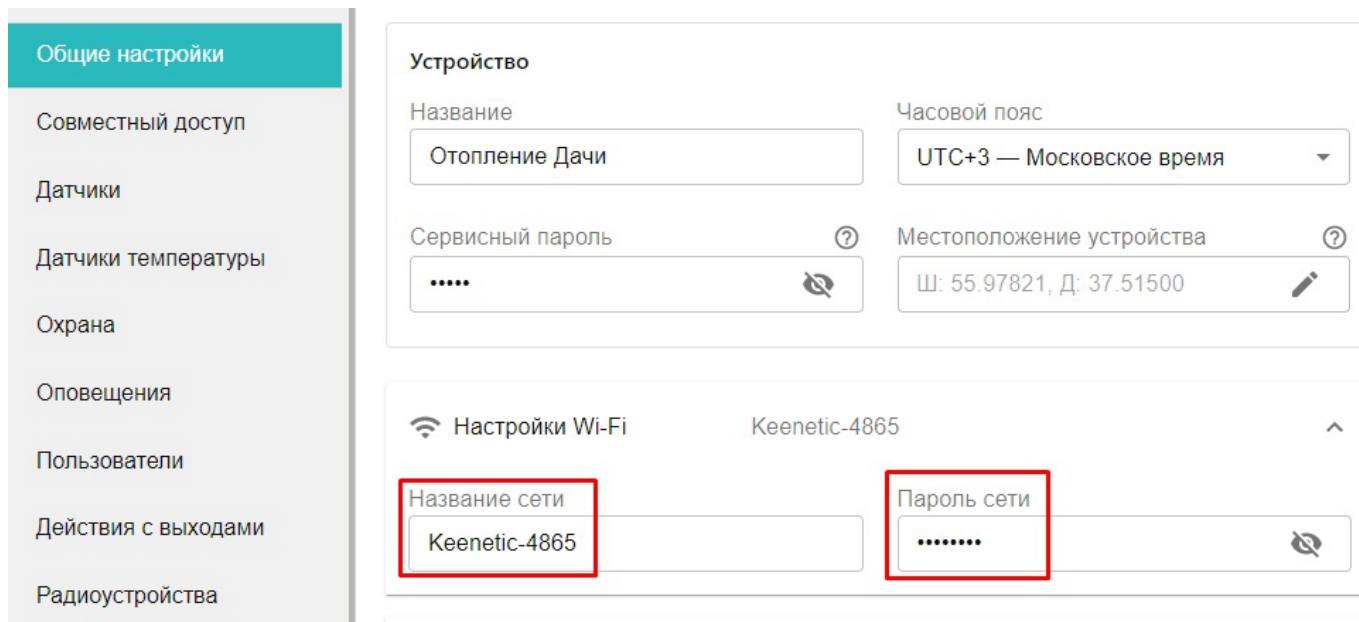 Общие настройки
Совместный доступ
Датчики
Датчики температуры
Охрана
Оповещения
Пользователи
Действия с выходами
Радиоустройства
Устройство
Название
Часовой пояс
Отопление Дачи
UTC+3 — Московское время
Сервисный пароль
Местоположение устройства
•••••
Ш: 55.97821, Д: 37.51500
Настройки Wi-Fi
Keenetic-4865
Название сети
Пароль сети
Keenetic-4865
••••••••